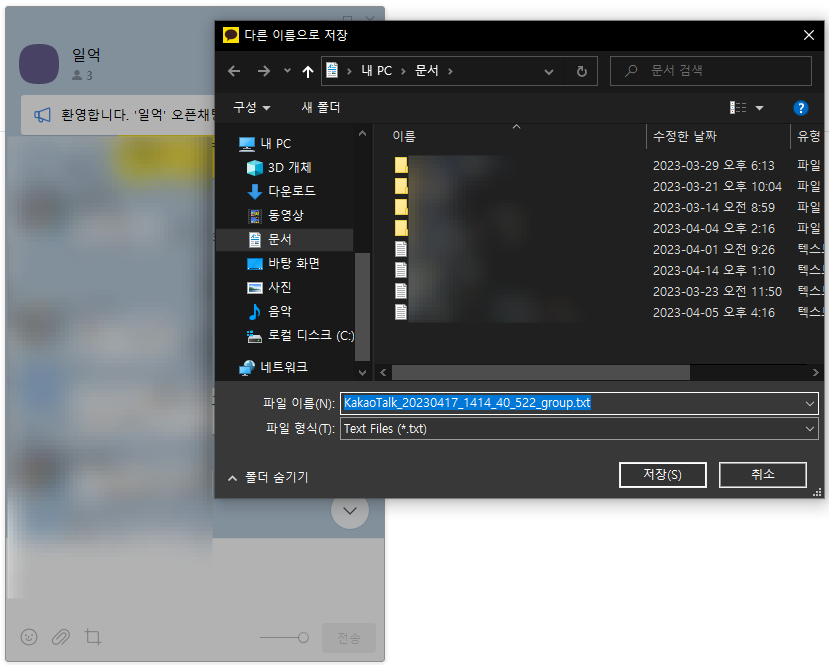 일억
3
환영합니다. '일억' 오픈채팅
전송
다른 이름으로 저장
내 PC
문서
문서 검색
구성
새 폴더
내 PC
3D 개체
다운로드
동영상
문서
바탕 화면
사진
음악
로컬 디스크 (C:)
네트워크
이름 수정한 날짜 유형
2023-03-29 오후 6:13 파일
2023-03-21 오후 10:04 파일
2023-03-14 오전 8:59 파일
2023-04-04 오후 2:16 파일
2023-04-01 오전 9:26 텍스트
2023-04-14 오후 1:10 텍스트
2023-03-23 오전 11:50 텍스트
2023-04-05 오후 4:16 텍스트
파일 이름(N): KakaoTalk_20230417_1414_40_522_group.txt
파일 형식(T): Text Files (*.txt)
폴더 숨기기
저장(S)
취소